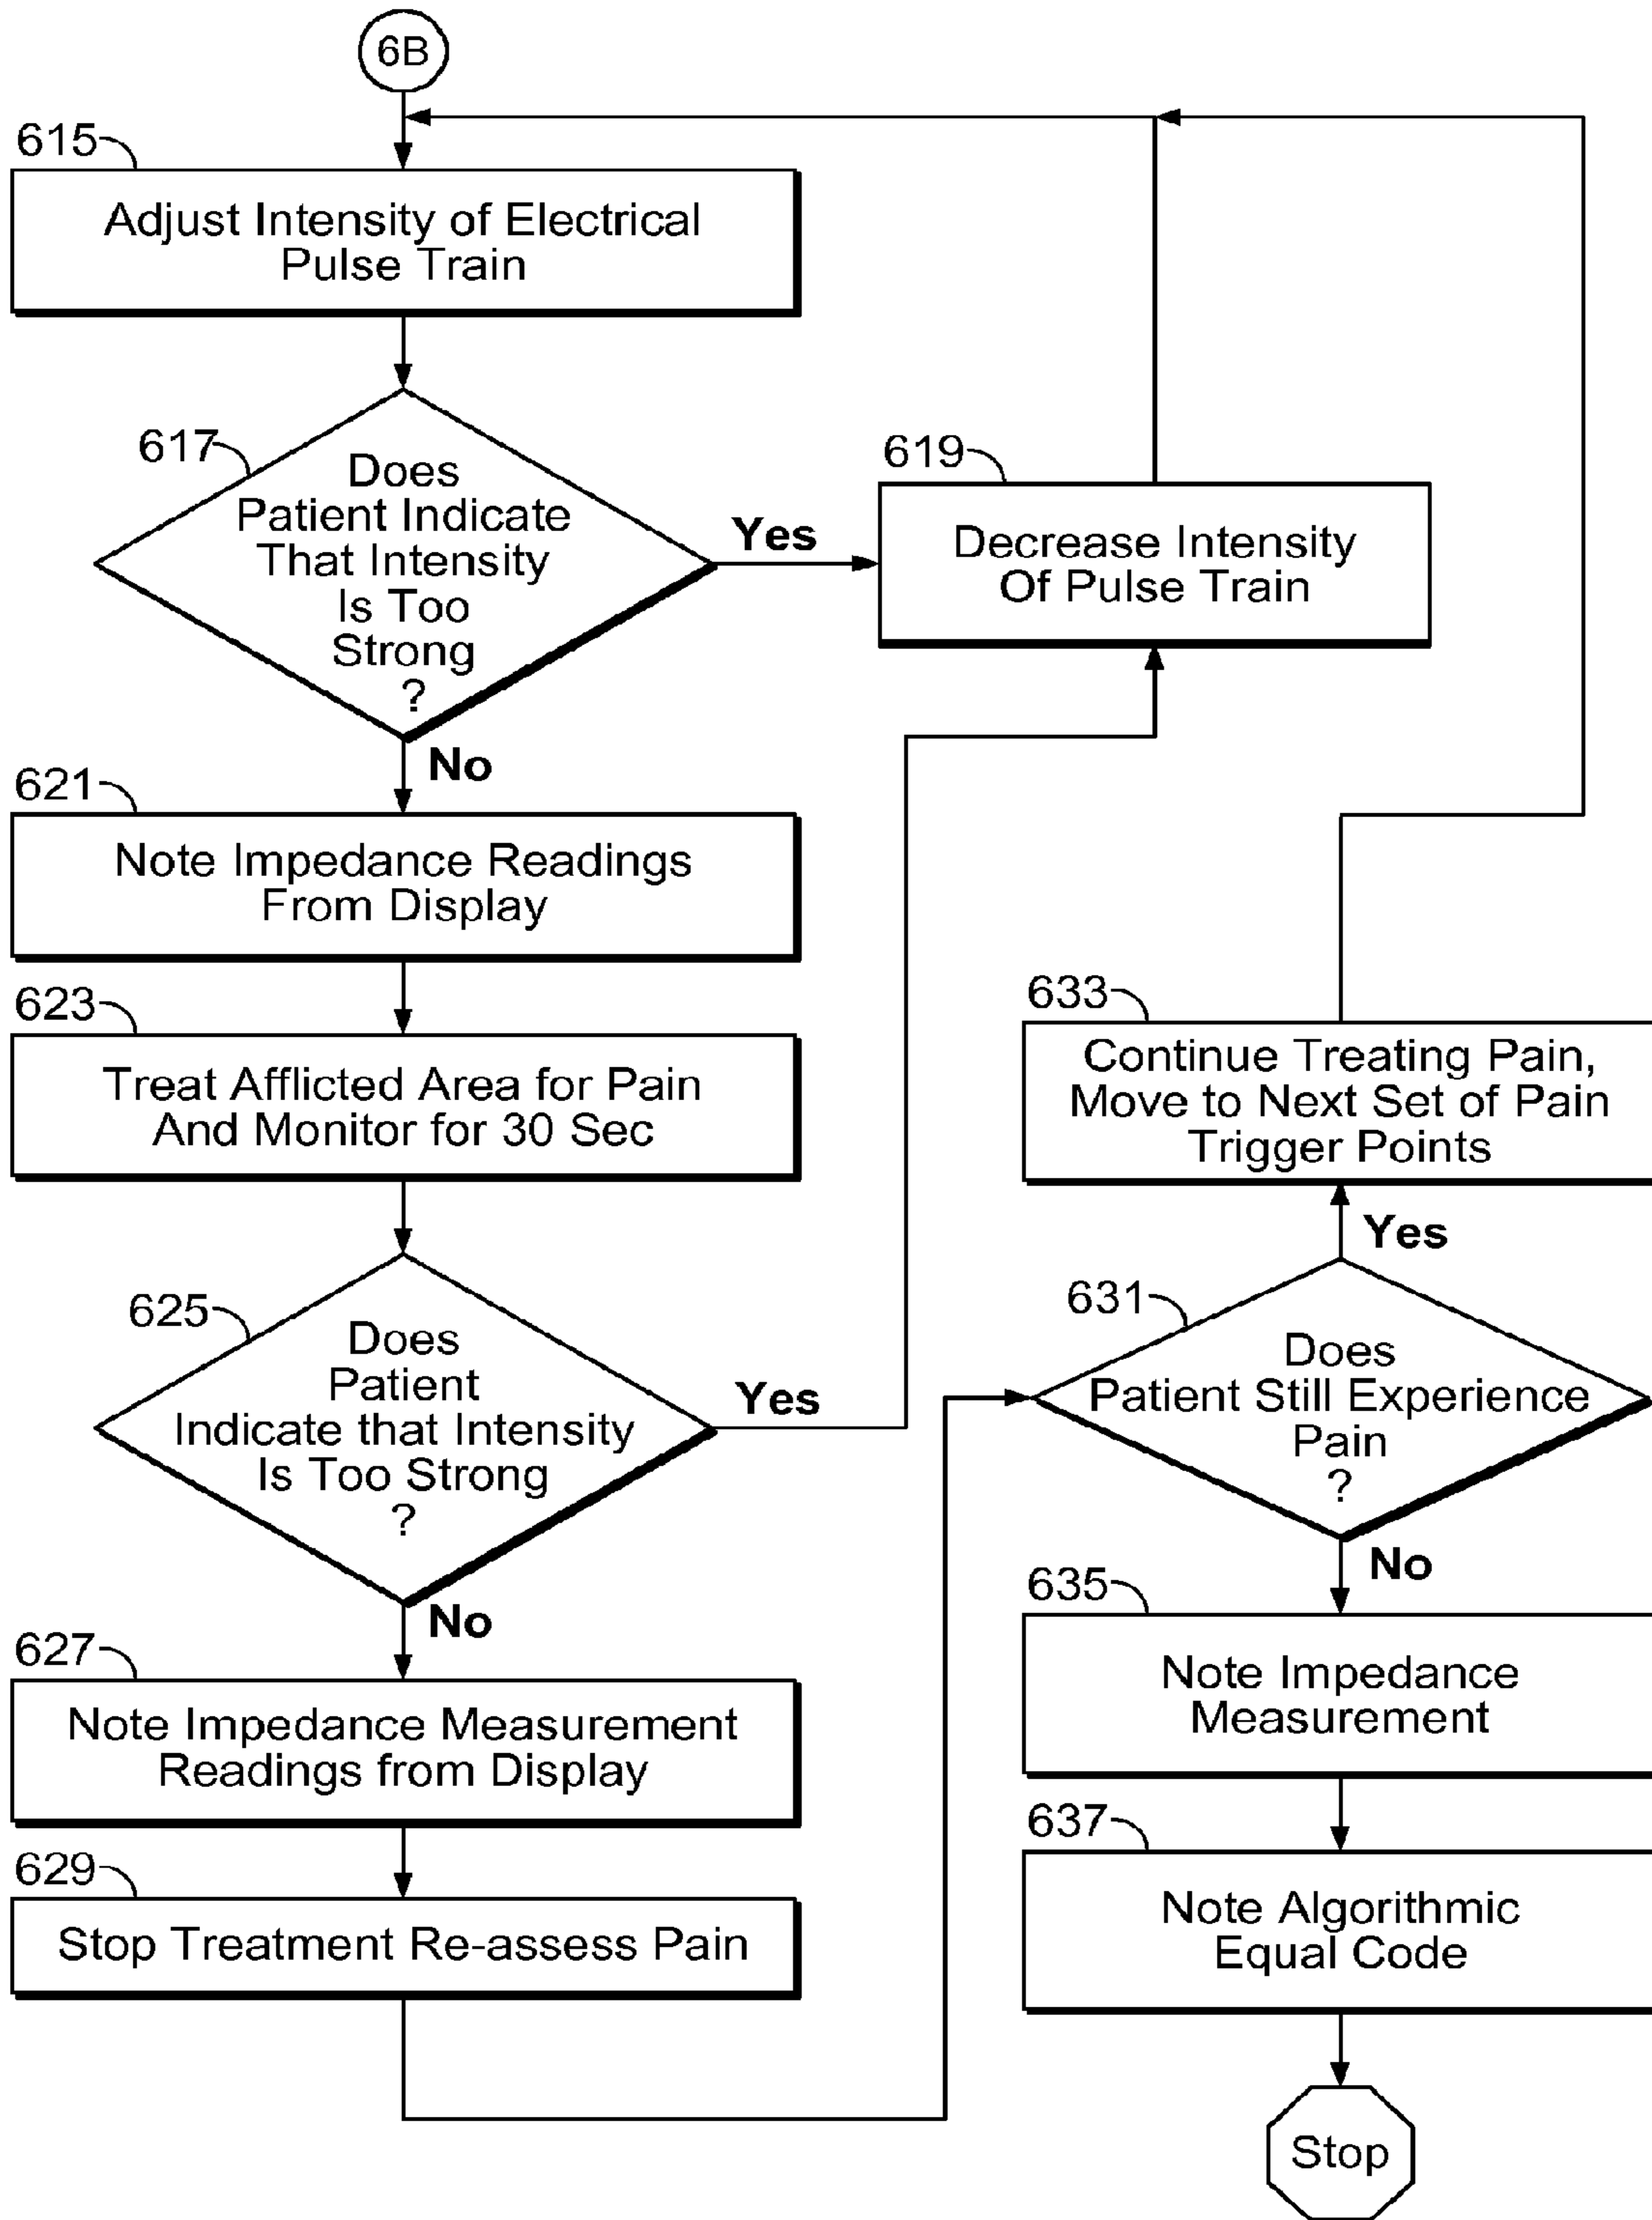 6B
615
Adjust Intensity of Electrical
Pulse Train
617
Does
Patient Indicate
That Intensity
Is Too
Strong
?
Yes
619
Decrease Intensity
Of Pulse Train
No
621
Note Impedance Readings
From Display
623
Treat Afflicted Area for Pain
And Monitor for 30 Sec
625
Does
Patient
Indicate that Intensity
Is Too Strong
?
Yes
No
627
Note Impedance Measurement
Readings from Display
629
Stop Treatment Re-assess Pain
633
Continue Treating Pain,
Move to Next Set of Pain
Trigger Points
Yes
631
Does
Patient Still Experience
Pain
?
No
635
Note Impedance
Measurement
637
Note Algorithmic
Equal Code
Stop